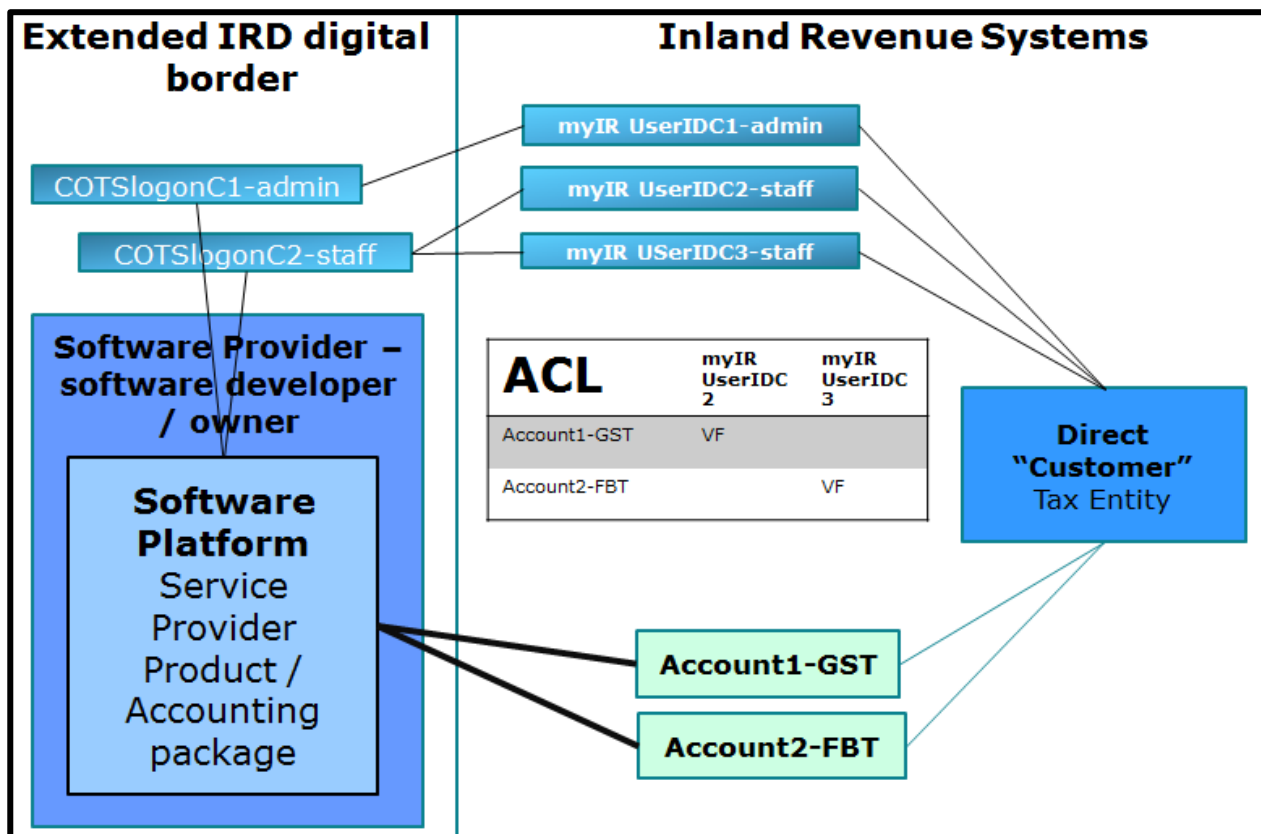 Extended IRD digital
border
Inland Revenue Systems
myIR UserIDC1-admin
COTSlogonC1-admin
myIR UserIDC2-staff
COTSlogonC2-staff
myIR USerIDC3-staff
Software Provider –
software developer
/ owner
Software
Platform
Service
Provider
Product /
Accounting
package
ACL
myIR
UserIDC
2
myIR
UserIDC
3
Account1-GST
VF
Account2-FBT
VF
Direct
“Customer”
Tax Entity
Account1-GST
Account2-FBT